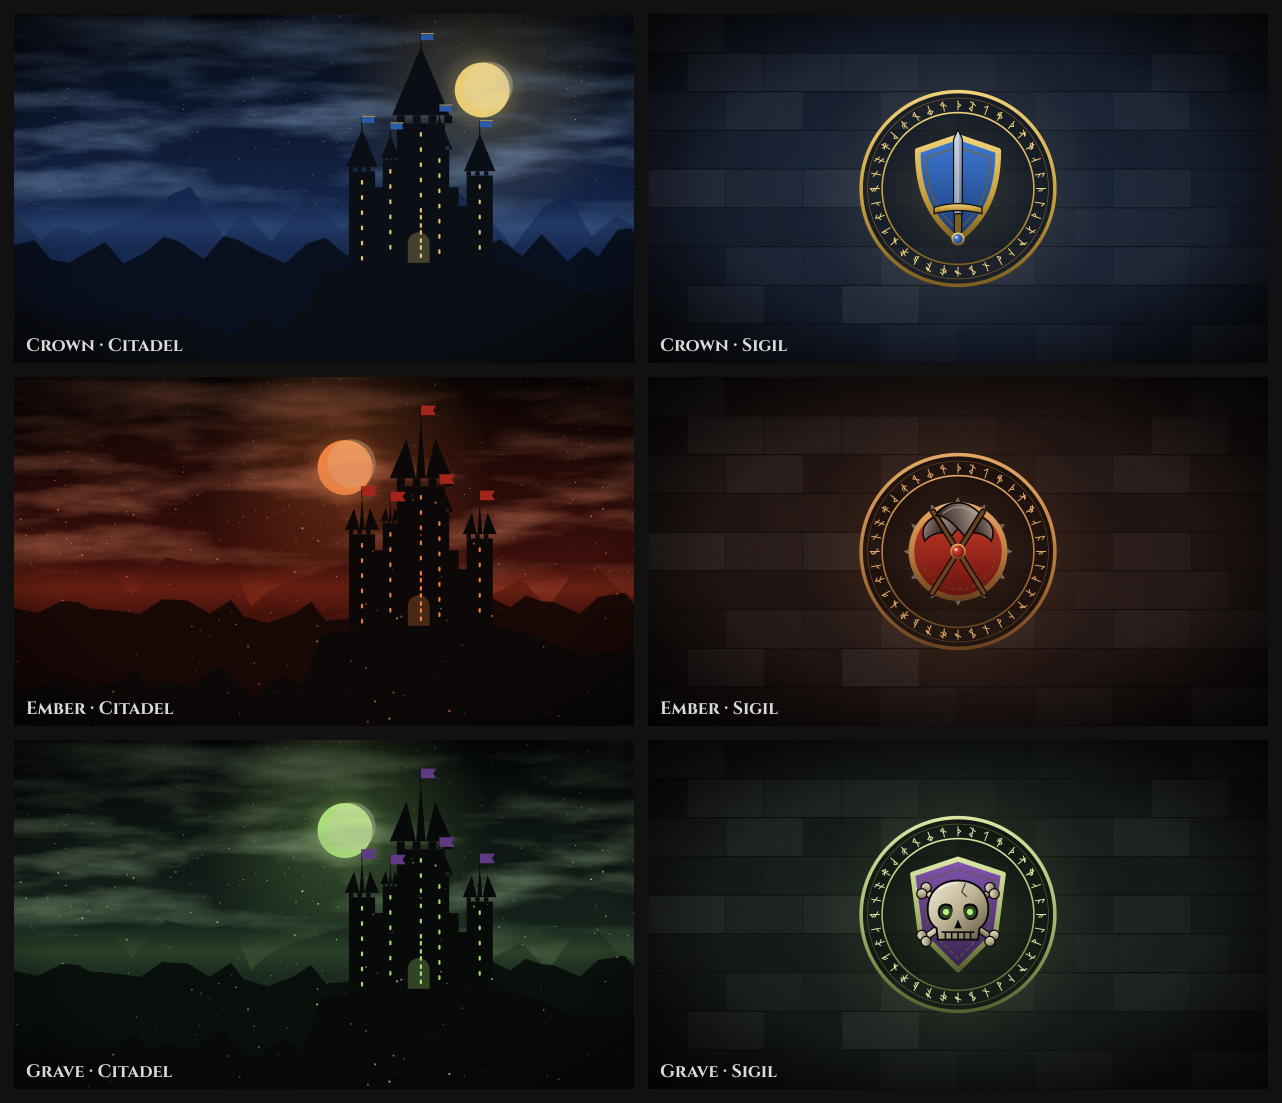 Crown · Citadel
Crown · Sigil
Ember · Citadel
Ember · Sigil
Grave · Citadel
Grave · Sigil